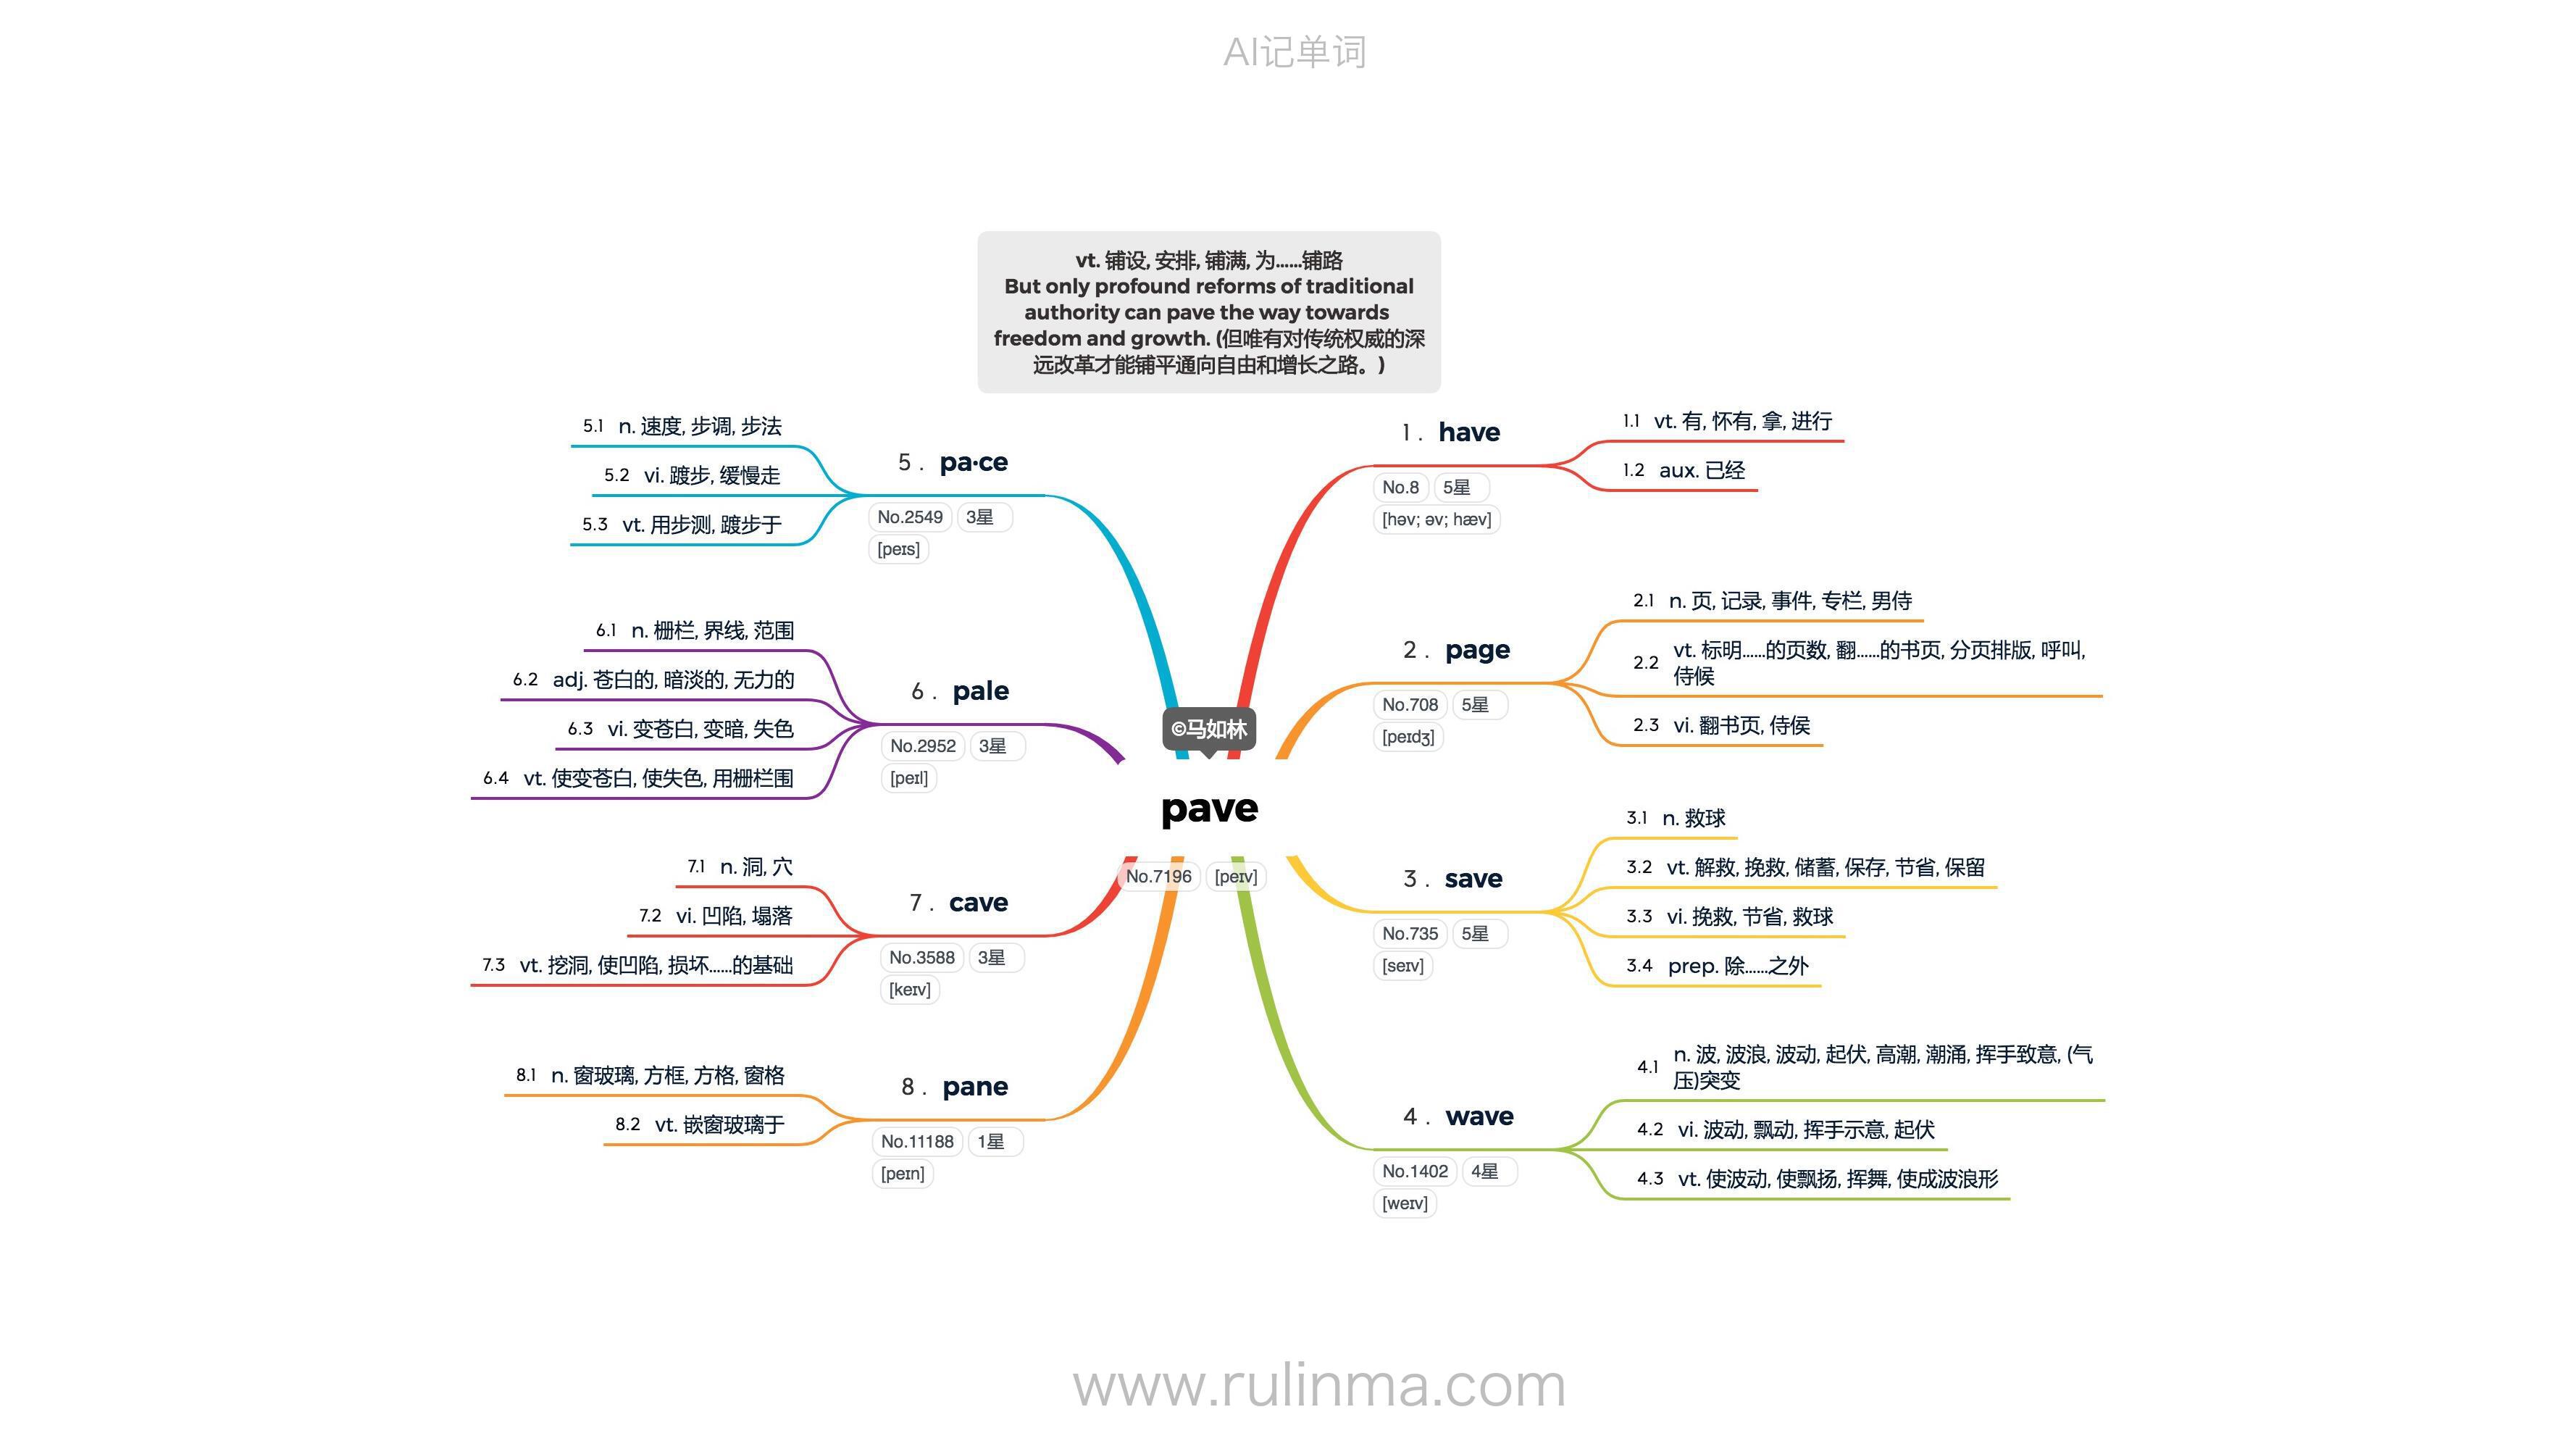 AI记单词
vt. 铺设, 安排, 铺满, 为......铺路
But only profound reforms of traditional
authority can pave the way towards
freedom and growth. (但唯有对传统权威的深
远改革才能铺平通向自由和增长之路。)
©马如林
pave
No.7196 [peɪv]
1 . have
No.8 5星
[həv; əv; hæv]
1.1 vt. 有, 怀有, 拿, 进行
1.2 aux. 已经
2 . page
No.708 5星
[peɪdʒ]
2.1 n. 页, 记录, 事件, 专栏, 男侍
2.2 vt. 标明......的页数, 翻......的书页, 分页排版, 呼叫,
侍候
2.3 vi. 翻书页, 侍侯
3 . save
No.735 5星
[seɪv]
3.1 n. 救球
3.2 vt. 解救, 挽救, 储蓄, 保存, 节省, 保留
3.3 vi. 挽救, 节省, 救球
3.4 prep. 除......之外
4 . wave
No.1402 4星
[weɪv]
4.1 n. 波, 波浪, 波动, 起伏, 高潮, 潮涌, 挥手致意, (气
压)突变
4.2 vi. 波动, 飘动, 挥手示意, 起伏
4.3 vt. 使波动, 使飘扬, 挥舞, 使成波浪形
5 . pa·ce
No.2549 3星
[peɪs]
5.1 n. 速度, 步调, 步法
5.2 vi. 踱步, 缓慢走
5.3 vt. 用步测, 踱步于
6 . pale
No.2952 3星
[peɪl]
6.1 n. 栅栏, 界线, 范围
6.2 adj. 苍白的, 暗淡的, 无力的
6.3 vi. 变苍白, 变暗, 失色
6.4 vt. 使变苍白, 使失色, 用栅栏围
7 . cave
No.3588 3星
[keɪv]
7.1 n. 洞, 穴
7.2 vi. 凹陷, 塌落
7.3 vt. 挖洞, 使凹陷, 损坏......的基础
8 . pane
No.11188 1星
[peɪn]
8.1 n. 窗玻璃, 方框, 方格, 窗格
8.2 vt. 嵌窗玻璃于
www.rulinma.com